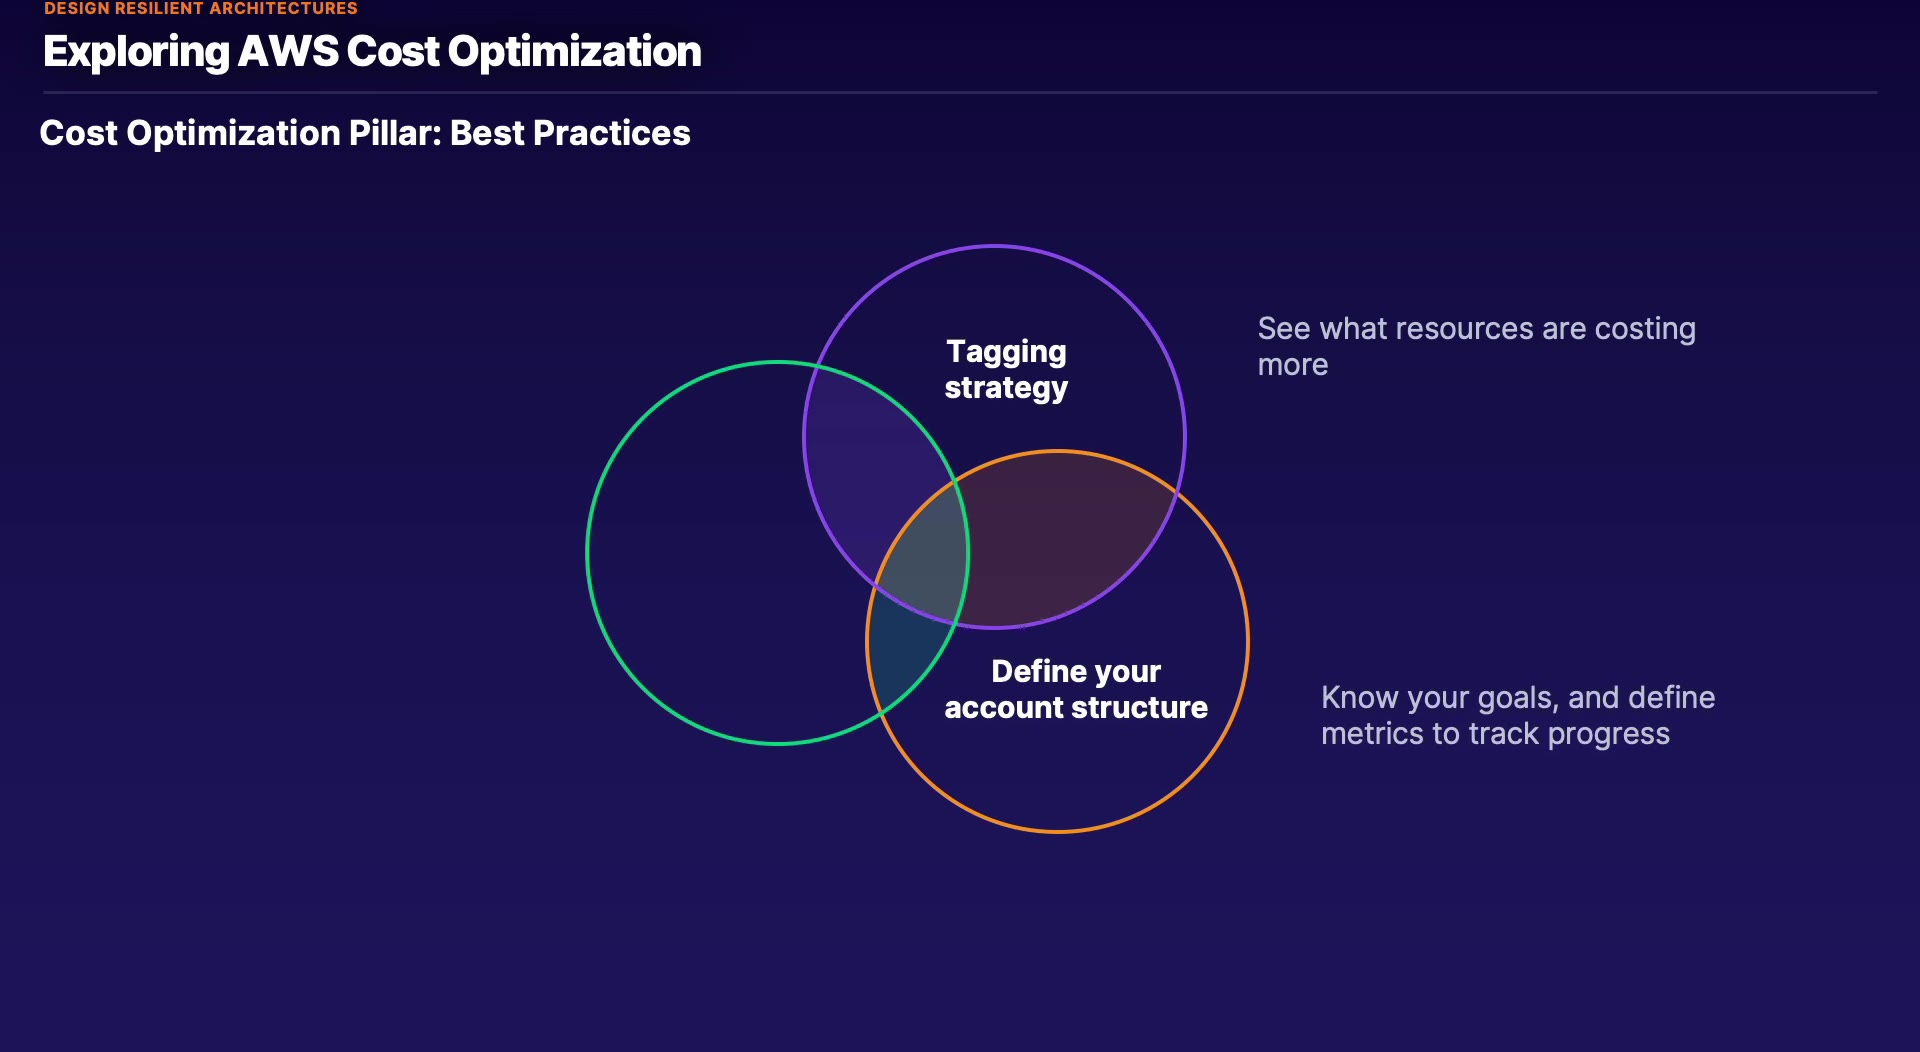 DESIGN RESILIENT ARCHITECTURES
Exploring AWS Cost Optimization
Cost Optimization Pillar: Best Practices
Tagging
strategy
See what resources are costing
more
Define your
account structure
Know your goals, and define
metrics to track progress